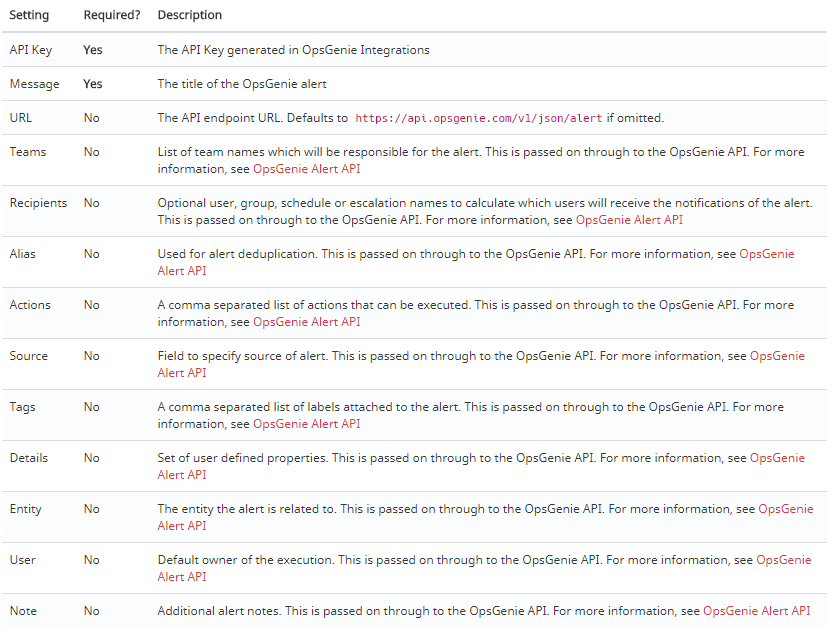 Setting Required? Description
API Key Yes The API Key generated in OpsGenie Integrations
Message Yes The title of the OpsGenie alert
URL No The API endpoint URL. Defaults to https://api.opsgenie.com/v1/json/alert if omitted.
Teams No List of team names which will be responsible for the alert. This is passed on through to the OpsGenie API. For more
information, see OpsGenie Alert API
Recipients No Optional user, group, schedule or escalation names to calculate which users will receive the notifications of the alert.
This is passed on through to the OpsGenie API. For more information, see OpsGenie Alert API
Alias No Used for alert deduplication. This is passed on through to the OpsGenie API. For more information, see OpsGenie
Alert API
Actions No A comma separated list of actions that can be executed. This is passed on through to the OpsGenie API. For more
information, see OpsGenie Alert API
Source No Field to specify source of alert. This is passed on through to the OpsGenie API. For more information, see OpsGenie
Alert API
Tags No A comma separated list of labels attached to the alert. This is passed on through to the OpsGenie API. For more
information, see OpsGenie Alert API
Details No Set of user defined properties. This is passed on through to the OpsGenie API. For more information, see OpsGenie
Alert API
Entity No The entity the alert is related to. This is passed on through to the OpsGenie API. For more information, see OpsGenie
Alert API
User No Default owner of the execution. This is passed on through to the OpsGenie API. For more information, see OpsGenie
Alert API
Note No Additional alert notes. This is passed on through to the OpsGenie API. For more information, see OpsGenie Alert API